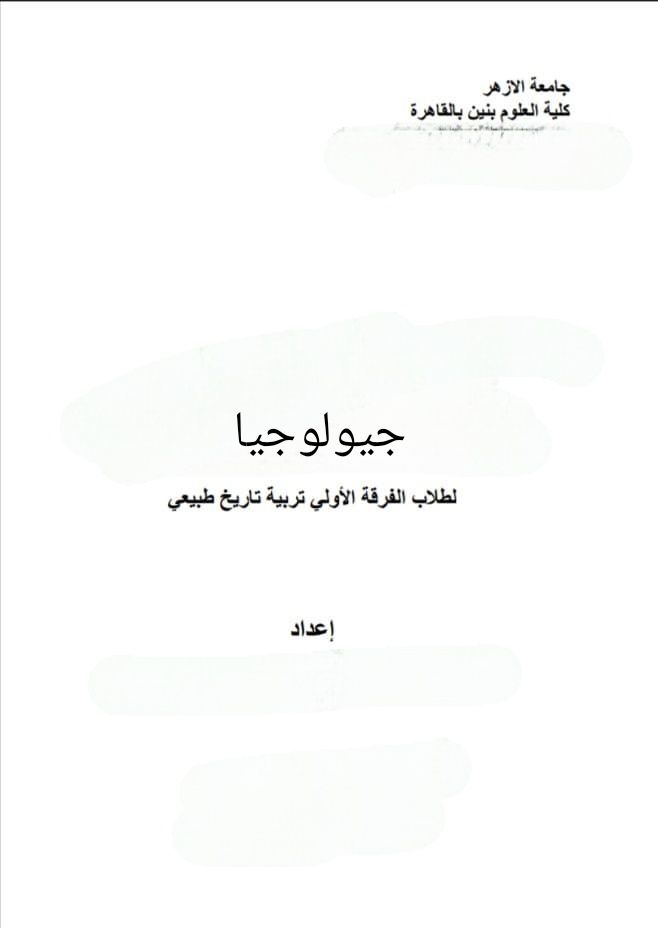 جامعة الازهر
كلية العلوم بنين بالقاهرة
جيولوجيا
لطلاب الفرقة الأولي تربية تاريخ طبيعي
إعداد